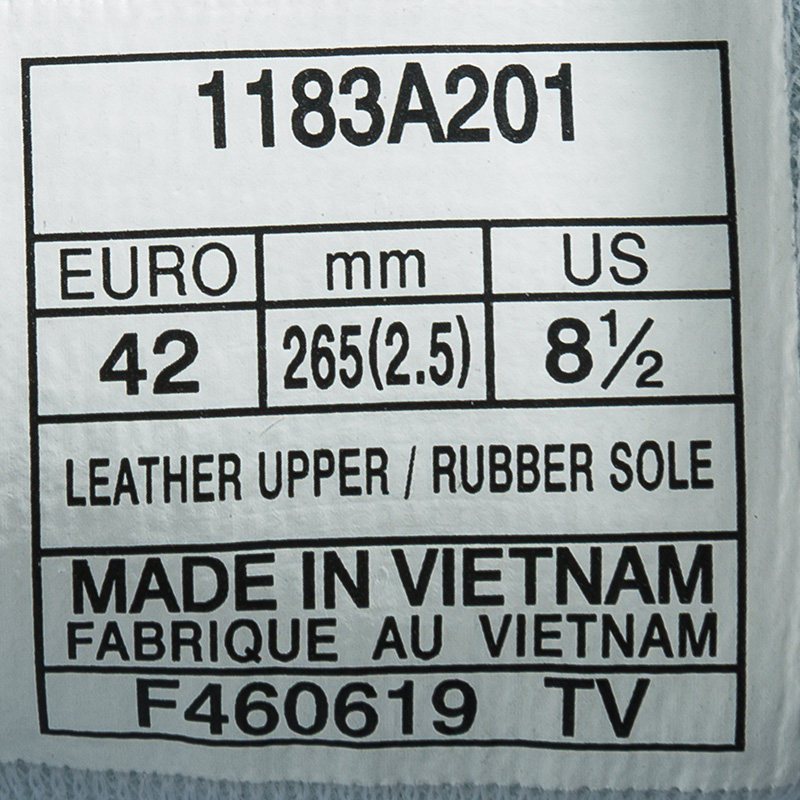 1183A201
EURO mm US
42 265(2.5) 8½
LEATHER UPPER / RUBBER SOLE
MADE IN VIETNAM
FABRIQUE AU VIETNAM
F460619 TV